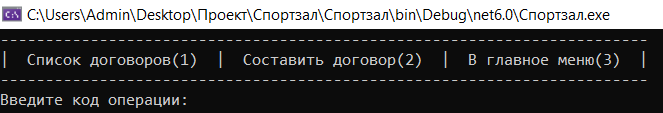 C:\Users\Admin\Desktop\Проект\Спортзал\Спортзал\bin\Debug\net6.0\Спортзал.exe
-----------------------------------------------------------------------
|  Список договоров(1)  |  Составить договор(2)  |  В главное меню(3)  |
-----------------------------------------------------------------------
Введите код операции: